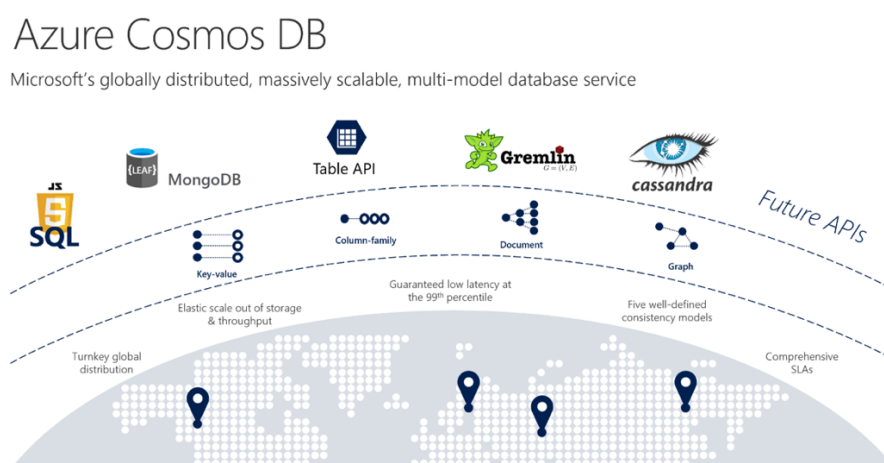 Azure Cosmos DB
Microsoft's globally distributed, massively scalable, multi-model database service
JS
SQL
{LEAF}
MongoDB
Table API
Gremlin
G = (V, E)
cassandra
Future APIs
Key-value
Column-family
Document
Graph
Turnkey global
distribution
Elastic scale out of storage
& throughput
Guaranteed low latency at
the 99th percentile
Five well-defined
consistency models
Comprehensive
SLAs